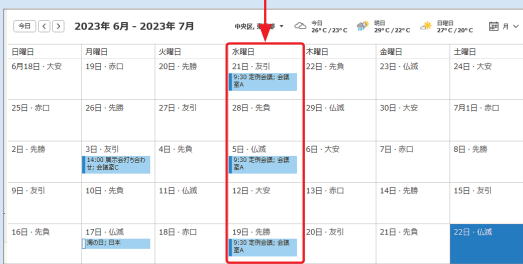 今日 < > 2023年 6月 - 2023年 7月 中央区, 今日 26°C / 23°C 明日 29°C / 22°C 日曜日 27°C / 20°C 月
日曜日 月曜日 火曜日 水曜日 木曜日 金曜日 土曜日
6月18日・大安 19日・赤口 20日・先勝 21日・友引 22日・先負 23日・仏滅 24日・大安
9:30 定例会議; 会議
室A
25日・赤口 26日・先勝 27日・友引 28日・先負 29日・仏滅 30日・大安 7月1日・赤口
2日・先勝 3日・友引 4日・先負 5日・仏滅 6日・大安 7日・赤口 8日・先勝
14:00 展示会打ち合わ 9:30 定例会議; 会議
せ; 会議室C 室A
9日・友引 10日・先負 11日・仏滅 12日・大安 13日・赤口 14日・先勝 15日・友引
16日・先負 17日・仏滅 18日・赤口 19日・先勝 20日・友引 21日・先負 22日・仏滅
海の日; 日本 9:30 定例会議; 会議
室A